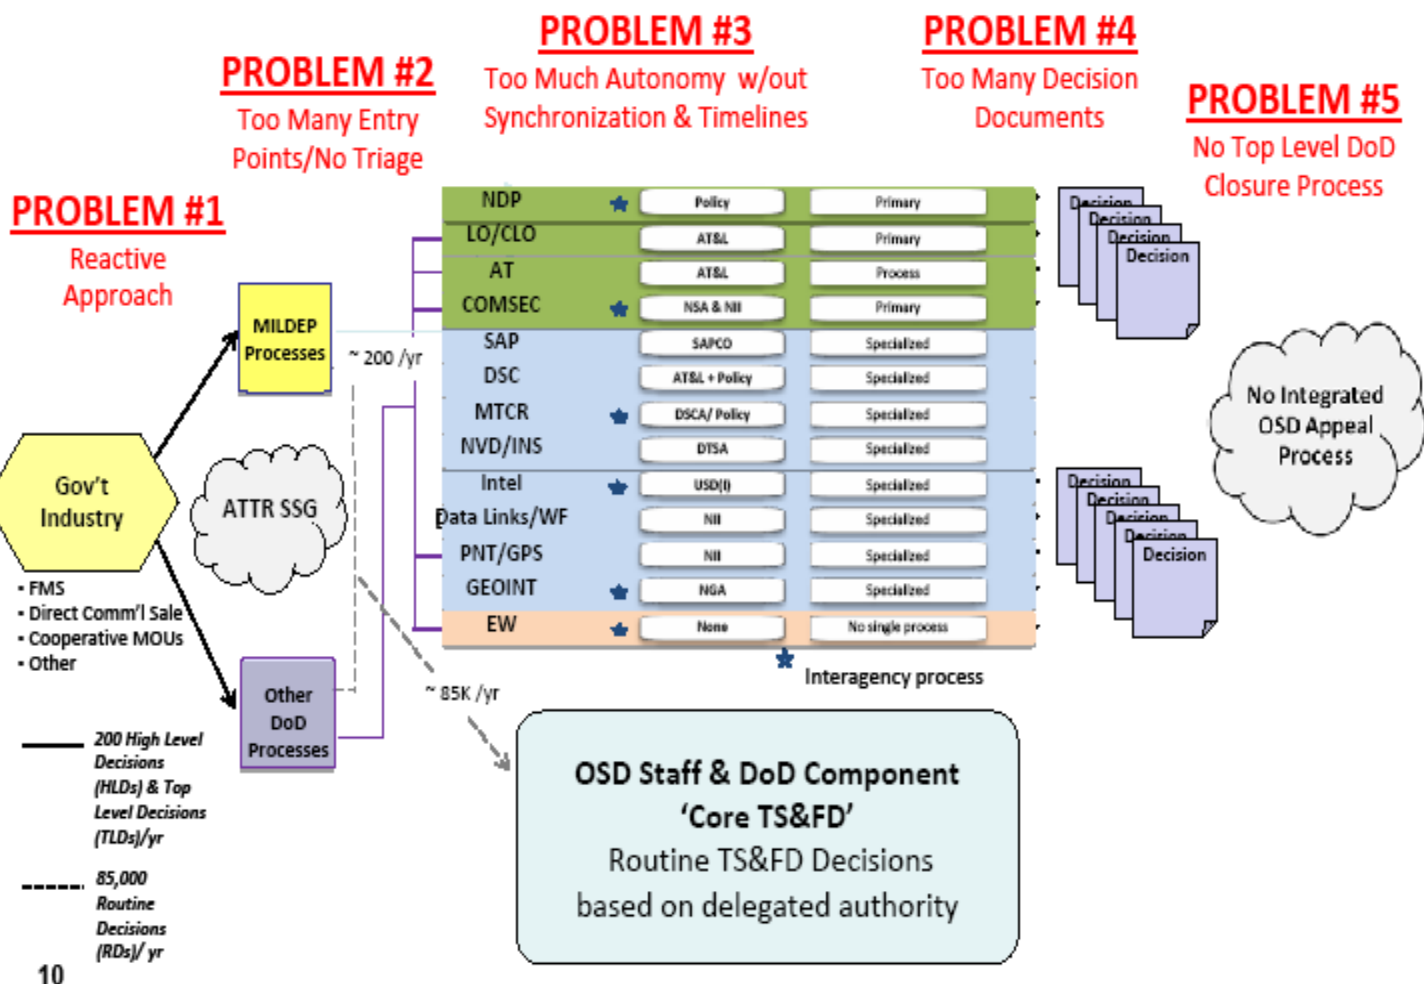 PROBLEM #1
Reactive
Approach
PROBLEM #2
Too Many Entry
Points/No Triage
PROBLEM #3
Too Much Autonomy w/out
Synchronization & Timelines
PROBLEM #4
Too Many Decision
Documents
PROBLEM #5
No Top Level DoD
Closure Process
Gov't
Industry
▪ FMS
▪ Direct Comm'l Sale
▪ Cooperative MOUs
▪ Other
MILDEP
Processes
ATTR SSG
Other
DoD
Processes
~ 200 /yr
~ 85K /yr
NDP Policy Primary
LO/CLO AT&L Primary
AT AT&L Process
COMSEC NSA & NII Primary
SAP SAPCO Specialized
DSC AT&L + Policy Specialized
MTCR DSCA/ Policy Specialized
NVD/INS DTSA Specialized
Intel USD(I) Specialized
Data Links/WF NII Specialized
PNT/GPS NII Specialized
GEOINT NGA Specialized
EW None No single process
Interagency process
Decision
Decision
Decision
Decision
Decision
Decision
Decision
Decision
Decision
No Integrated
OSD Appeal
Process
OSD Staff & DoD Component
'Core TS&FD'
Routine TS&FD Decisions
based on delegated authority
200 High Level
Decisions
(HLDs) & Top
Level Decisions
(TLDs)/yr
85,000
Routine
Decisions
(RDs)/ yr
10